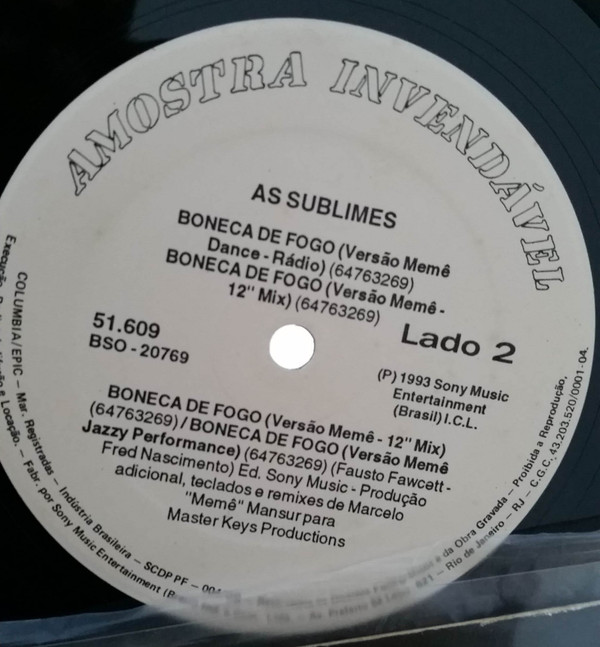 AMOSTRA INVENDÁVEL
AS SUBLIMES
BONECA DE FOGO (Versão Memê
Dance - Rádio) (64763269)
BONECA DE FOGO (Versão Memê -
12" Mix) (64763269)
51.609
BSO - 20769
Lado 2
(P) 1993 Sony Music
Entertainment
(Brasil) I.C.L.
BONECA DE FOGO (Versão Memê - 12" Mix)
(64763269) / BONECA DE FOGO (Versão Memê
Jazzy Performance) (64763269) (Fausto Fawcett -
Fred Nascimento) Ed. Sony Music - Produção
adicional, teclados e remixes de Marcelo
"Memê" Mansur para
Master Keys Productions
COLUMBIA/EPIC - Mar. Registradas - Indústria Brasileira - SCDP PF -
e Locação. - Fabr. por Sony Music Entertainment
da Obra Gravada - Proibida a Reprodução,
Rio de Janeiro - RJ - C.G.C. 43.203.520/0001-04.